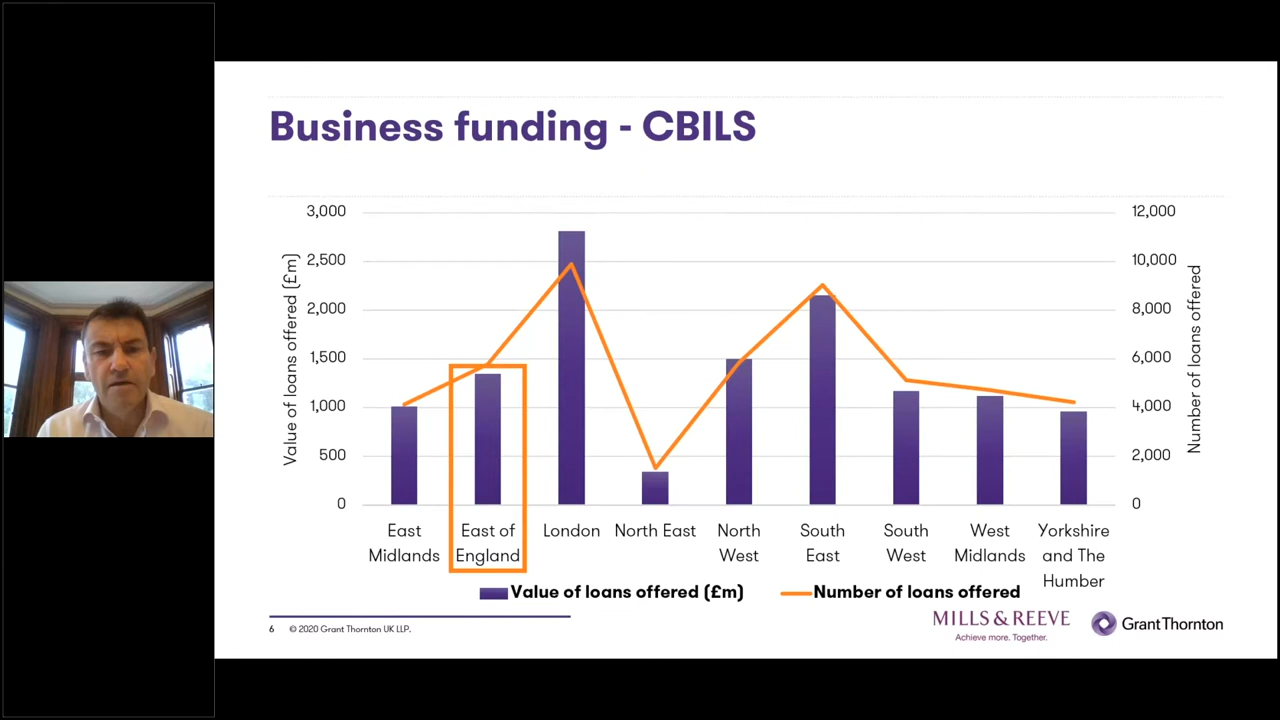 Business funding - CBILS
3,000
2,500
2,000
1,500
1,000
500
0
Value of loans offered (£m)
12,000
10,000
8,000
6,000
4,000
2,000
0
Number of loans offered
East
Midlands
East of
England
London
North East
North
West
South
East
South
West
West
Midlands
Yorkshire
and The
Humber
Value of loans offered (£m)
Number of loans offered
6
© 2020 Grant Thornton UK LLP.
MILLS & REEVE
Achieve more. Together.
Grant Thornton